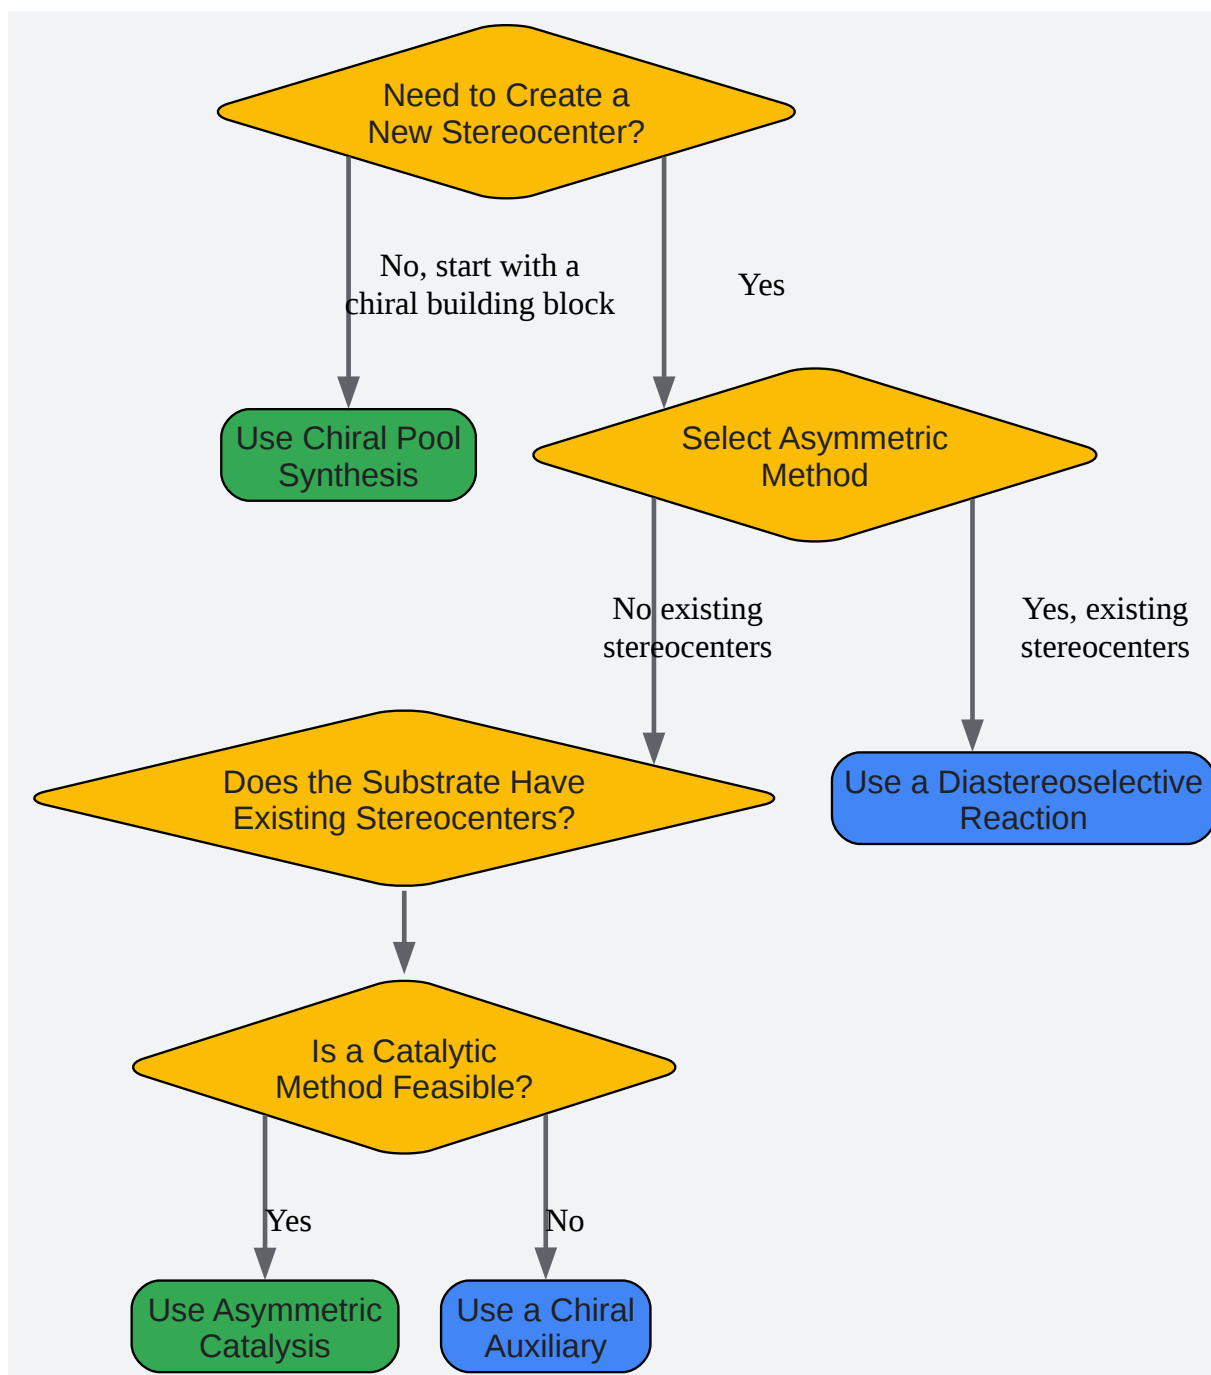 Need to Create a
New Stereocenter?
No, start with a
chiral building block
Yes
Use Chiral Pool
Synthesis
Select Asymmetric
Method
No existing
stereocenters
Yes, existing
stereocenters
Does the Substrate Have
Existing Stereocenters?
Use a Diastereoselective
Reaction
Is a Catalytic
Method Feasible?
Yes
No
Use Asymmetric
Catalysis
Use a Chiral
Auxiliary